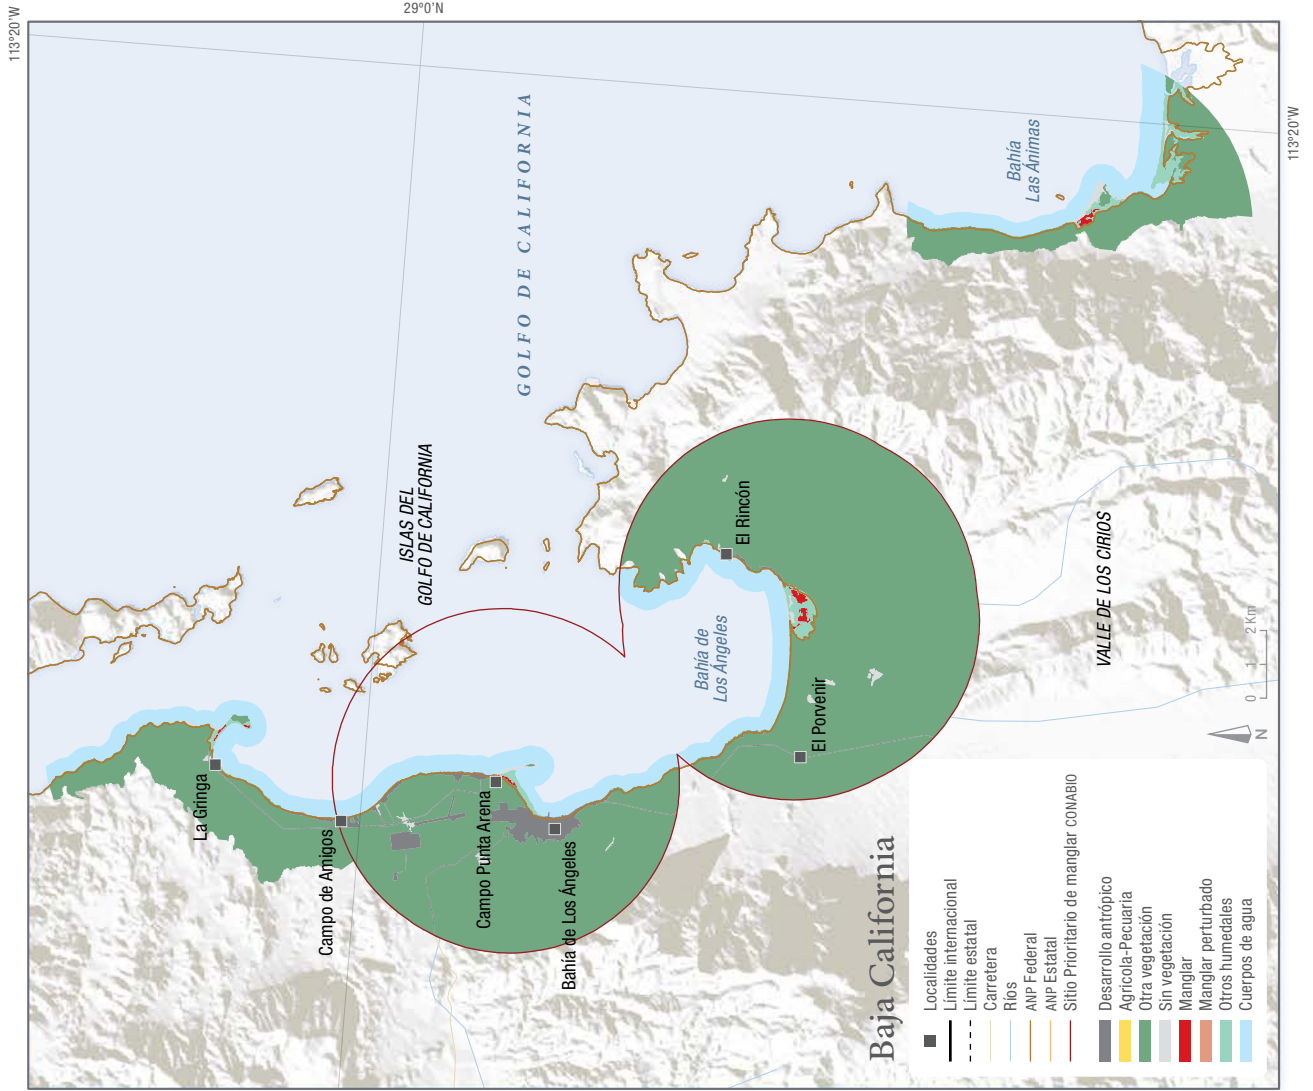 113°20'W
29°0'N
GOLFO DE CALIFORNIA
Bahía
Las Ánimas
113°20'W
ISLAS DEL
GOLFO DE CALIFORNIA
El Rincón
Bahía de
Los Ángeles
El Porvenir
VALLE DE LOS CIRIOS
La Gringa
Campo de Amigos
Campo Punta Arena
Bahía de Los Ángeles
0 1 2 Km
N
Baja California
Localidades
Límite internacional
Límite estatal
Carretera
Ríos
ANP Federal
ANP Estatal
Sitio Prioritario de manglar CONABIO
Desarrollo antrópico
Agrícola-Pecuaria
Otra vegetación
Sin vegetación
Manglar
Manglar perturbado
Otros humedales
Cuerpos de agua